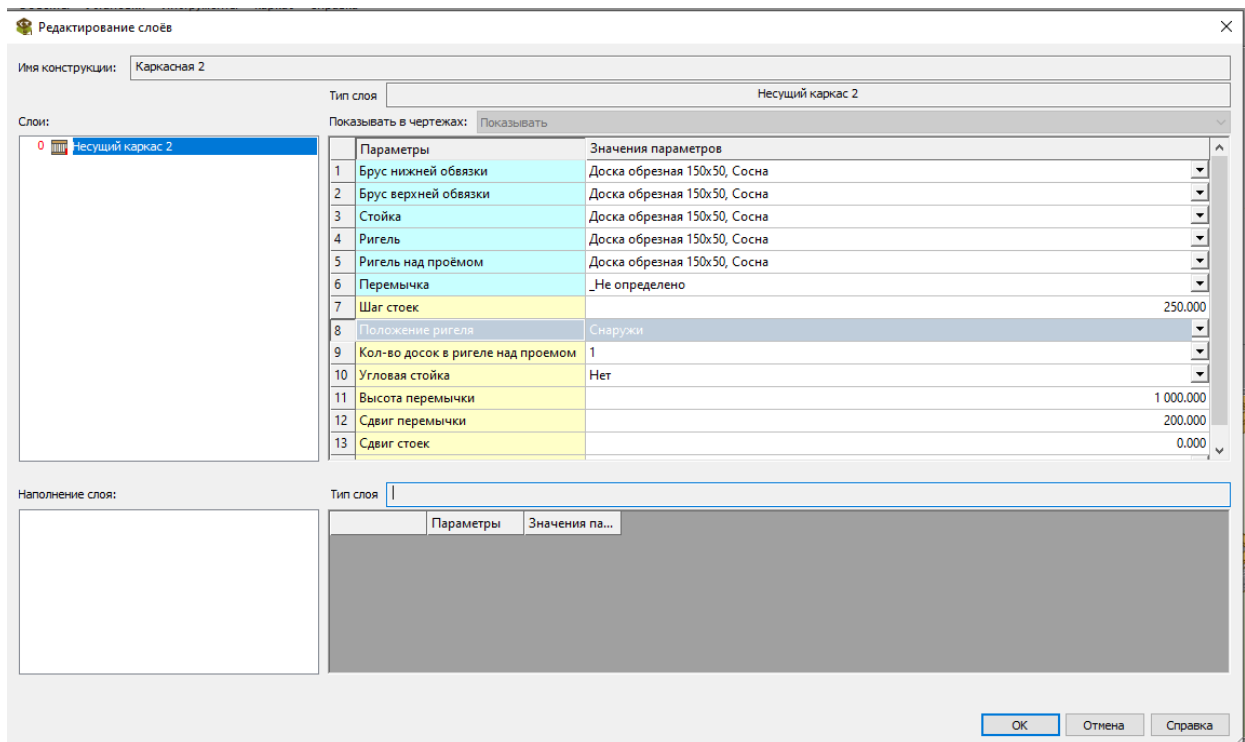 Редактирование слоёв
Имя конструкции: Каркасная 2
Тип слоя Несущий каркас 2
Слои: Показывать в чертежах: Показывать
0 Несущий каркас 2
Параметры Значения параметров
1 Брус нижней обвязки Доска обрезная 150x50, Сосна
2 Брус верхней обвязки Доска обрезная 150x50, Сосна
3 Стойка Доска обрезная 150x50, Сосна
4 Ригель Доска обрезная 150x50, Сосна
5 Ригель над проёмом Доска обрезная 150x50, Сосна
6 Перемычка _Не определено
7 Шаг стоек 250.000
8 Положение ригеля Снаружи
9 Кол-во досок в ригеле над проемом 1
10 Угловая стойка Нет
11 Высота перемычки 1 000.000
12 Сдвиг перемычки 200.000
13 Сдвиг стоек 0.000
Наполнение слоя: Тип слоя
Параметры Значения па...
OK Отмена Справка